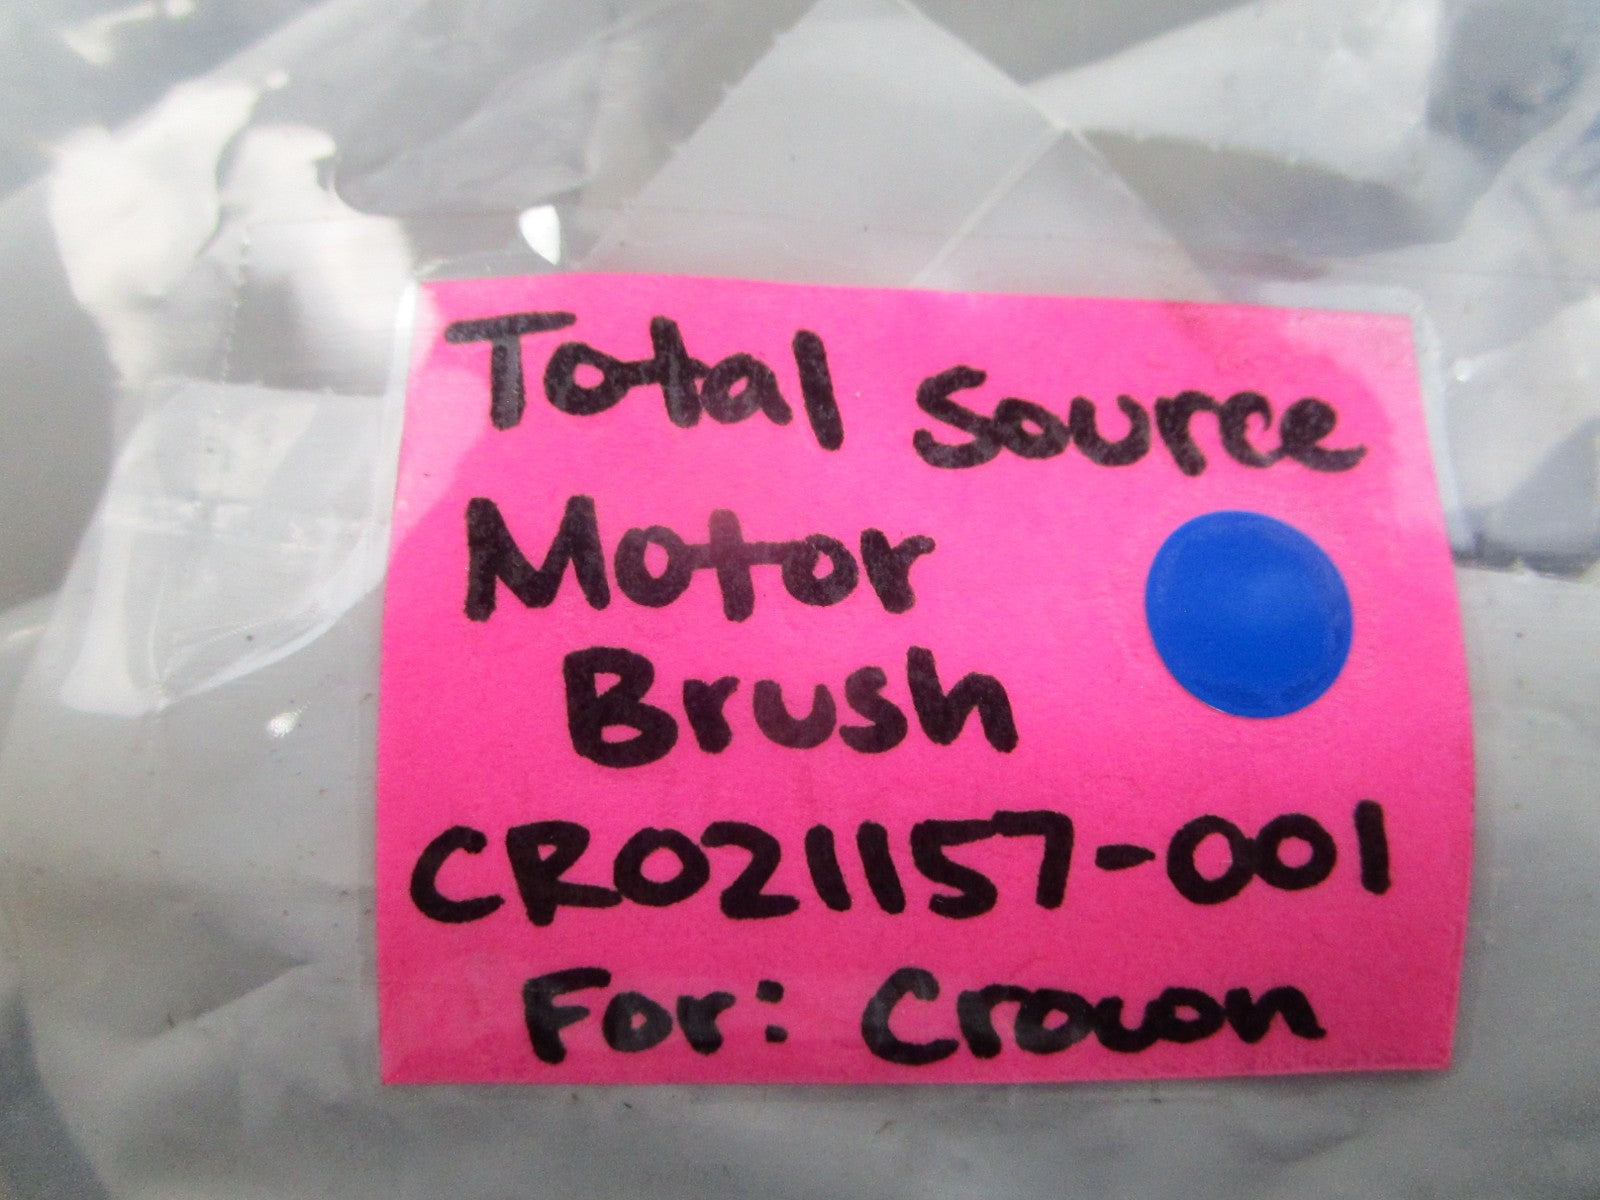 Total Source
Motor
Brush
CR021157-001
For: Crown